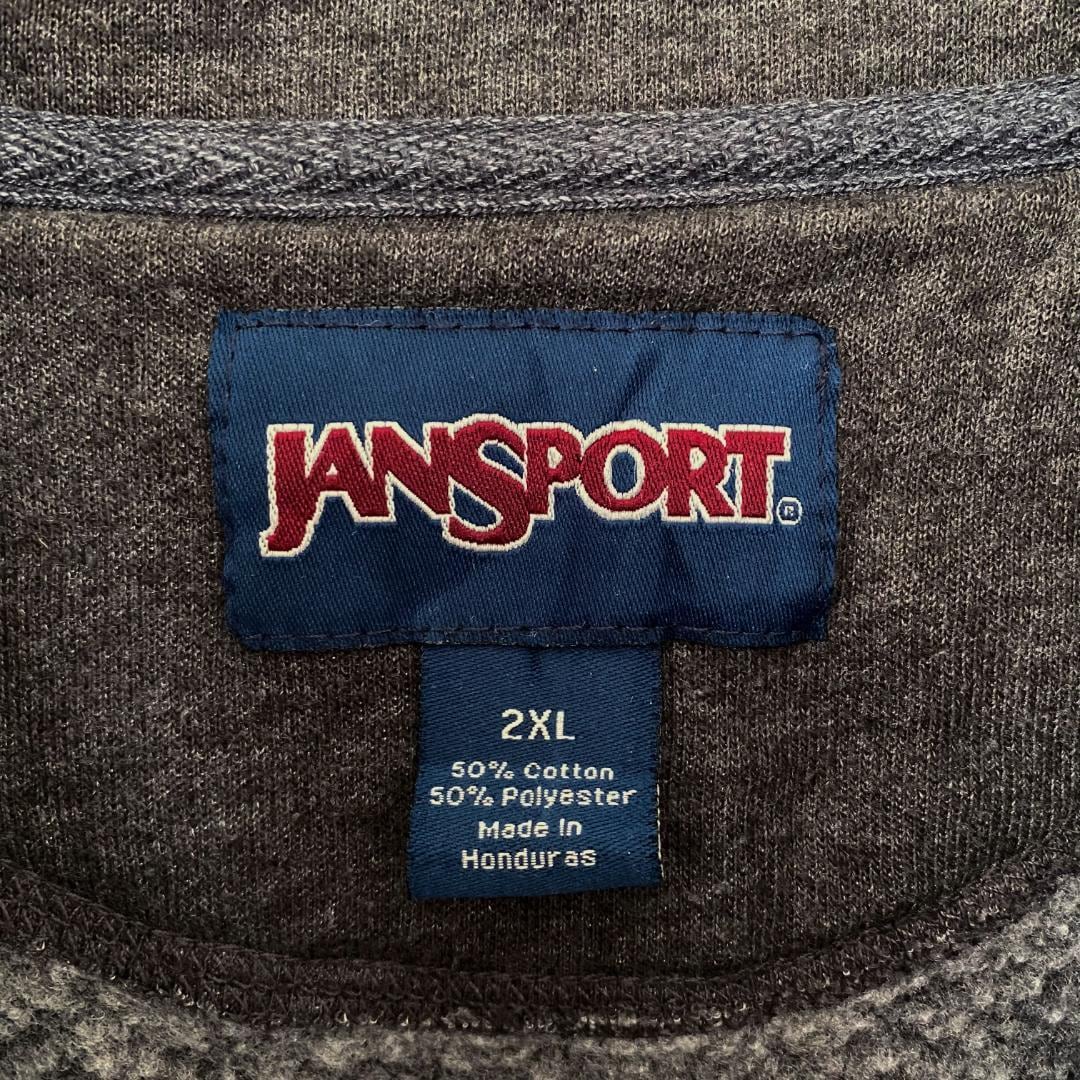 JANSPORT®
2XL
50% Cotton
50% Polyester
Made In
Honduras